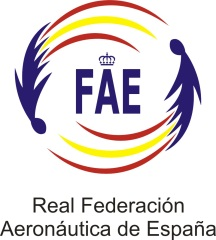 FAE
Real Federación
Aeronáutica de España